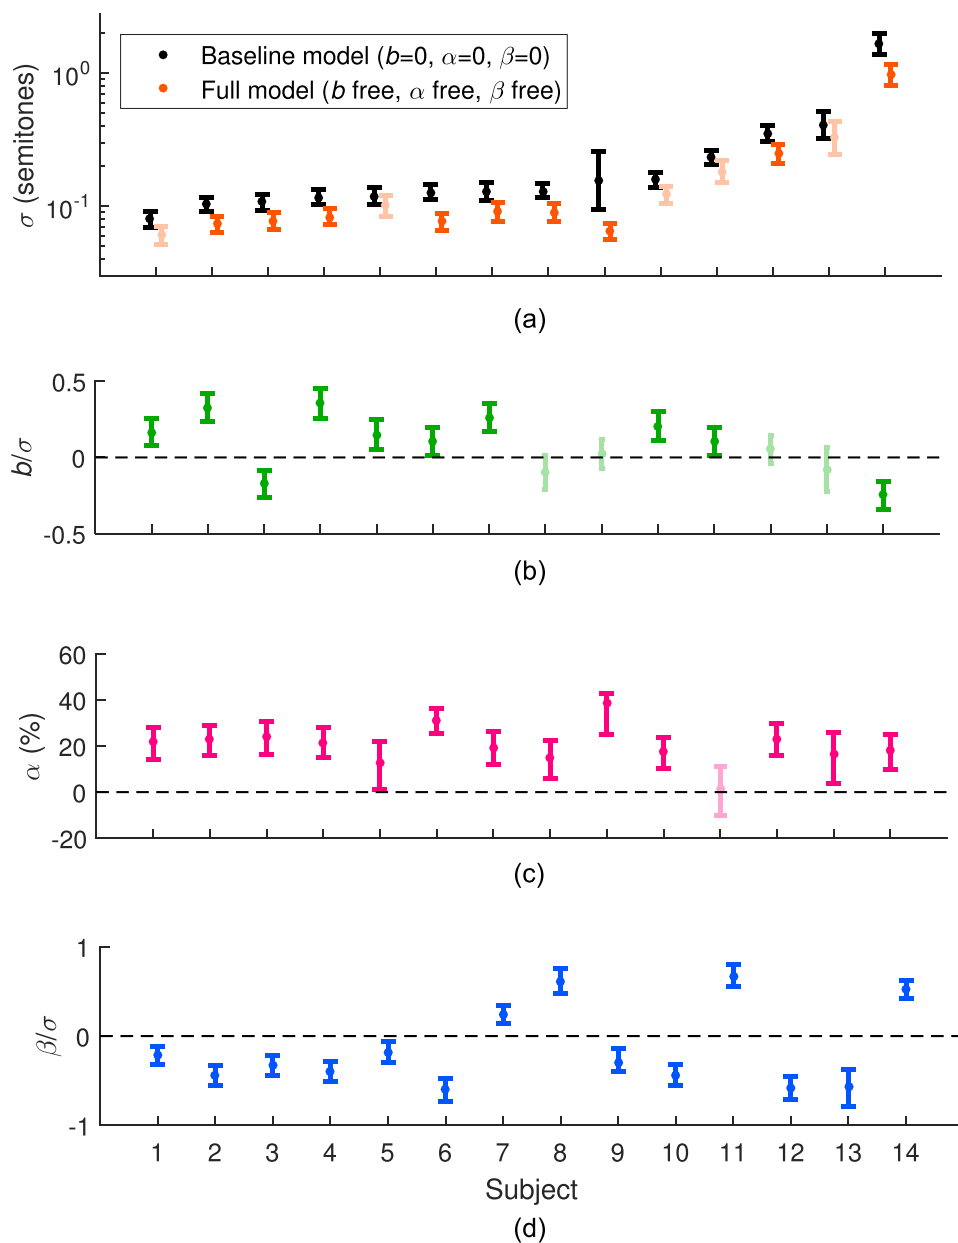 σ (semitones)
10⁰
10⁻¹
Baseline model (b=0, α=0, β=0)
Full model (b free, α free, β free)
(a)
b/σ
0.5
0
-0.5
(b)
α (%)
60
40
20
0
-20
(c)
β/σ
1
0
-1
1 2 3 4 5 6 7 8 9 10 11 12 13 14
Subject
(d)